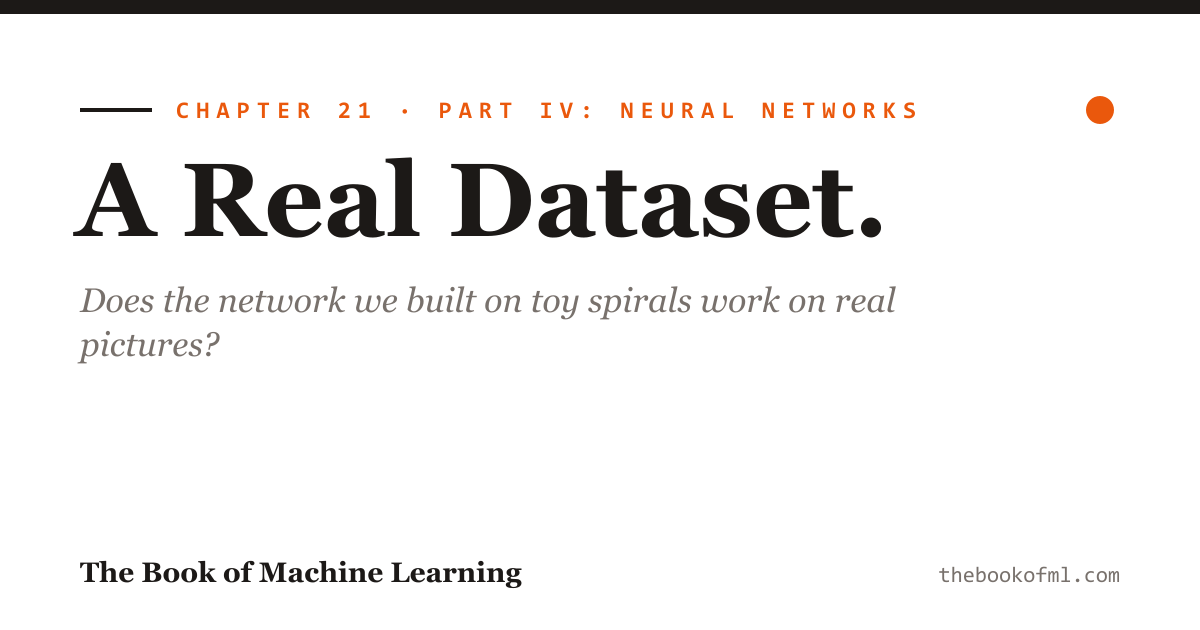 CHAPTER 21 · PART IV: NEURAL NETWORKS
A Real Dataset.
Does the network we built on toy spirals work on real
pictures?
The Book of Machine Learning
thebookofml.com